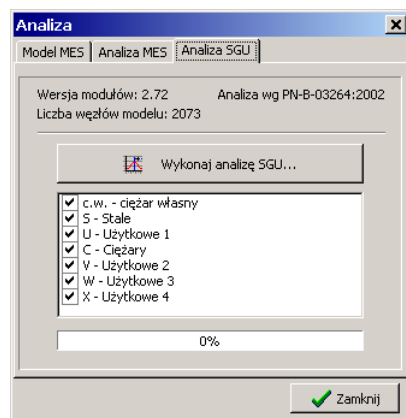 Analiza
Model MES Analiza MES Analiza SGU
Wersja modułów: 2.72 Analiza wg PN-B-03264:2002
Liczba węzłów modelu: 2073
Wykonaj analizę SGU...
c.w. - ciężar własny
S - Stałe
U - Użytkowe 1
C - Ciężary
V - Użytkowe 2
W - Użytkowe 3
X - Użytkowe 4
0%
Zamknij